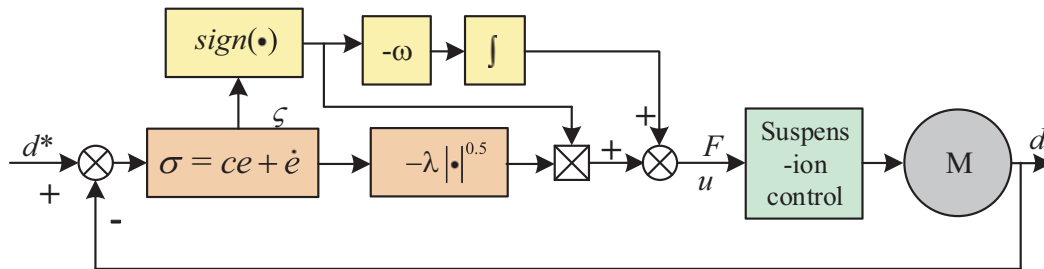 sign(•)
-ω
∫
ς
d*
+
-
σ = ce + ė
−λ|•|^0.5
+
+
F
u
Suspens
-ion
control
M
d